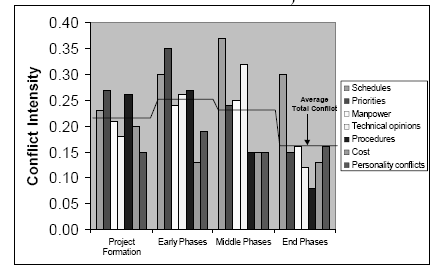 0.40
0.35
0.30
0.25
0.20
0.15
0.10
0.05
0.00
Conflict Intensity
Average
Total Conflict
Project
Formation
Early Phases
Middle Phases
End Phases
Schedules
Priorities
Manpower
Technical opinions
Procedures
Cost
Personality conflicts